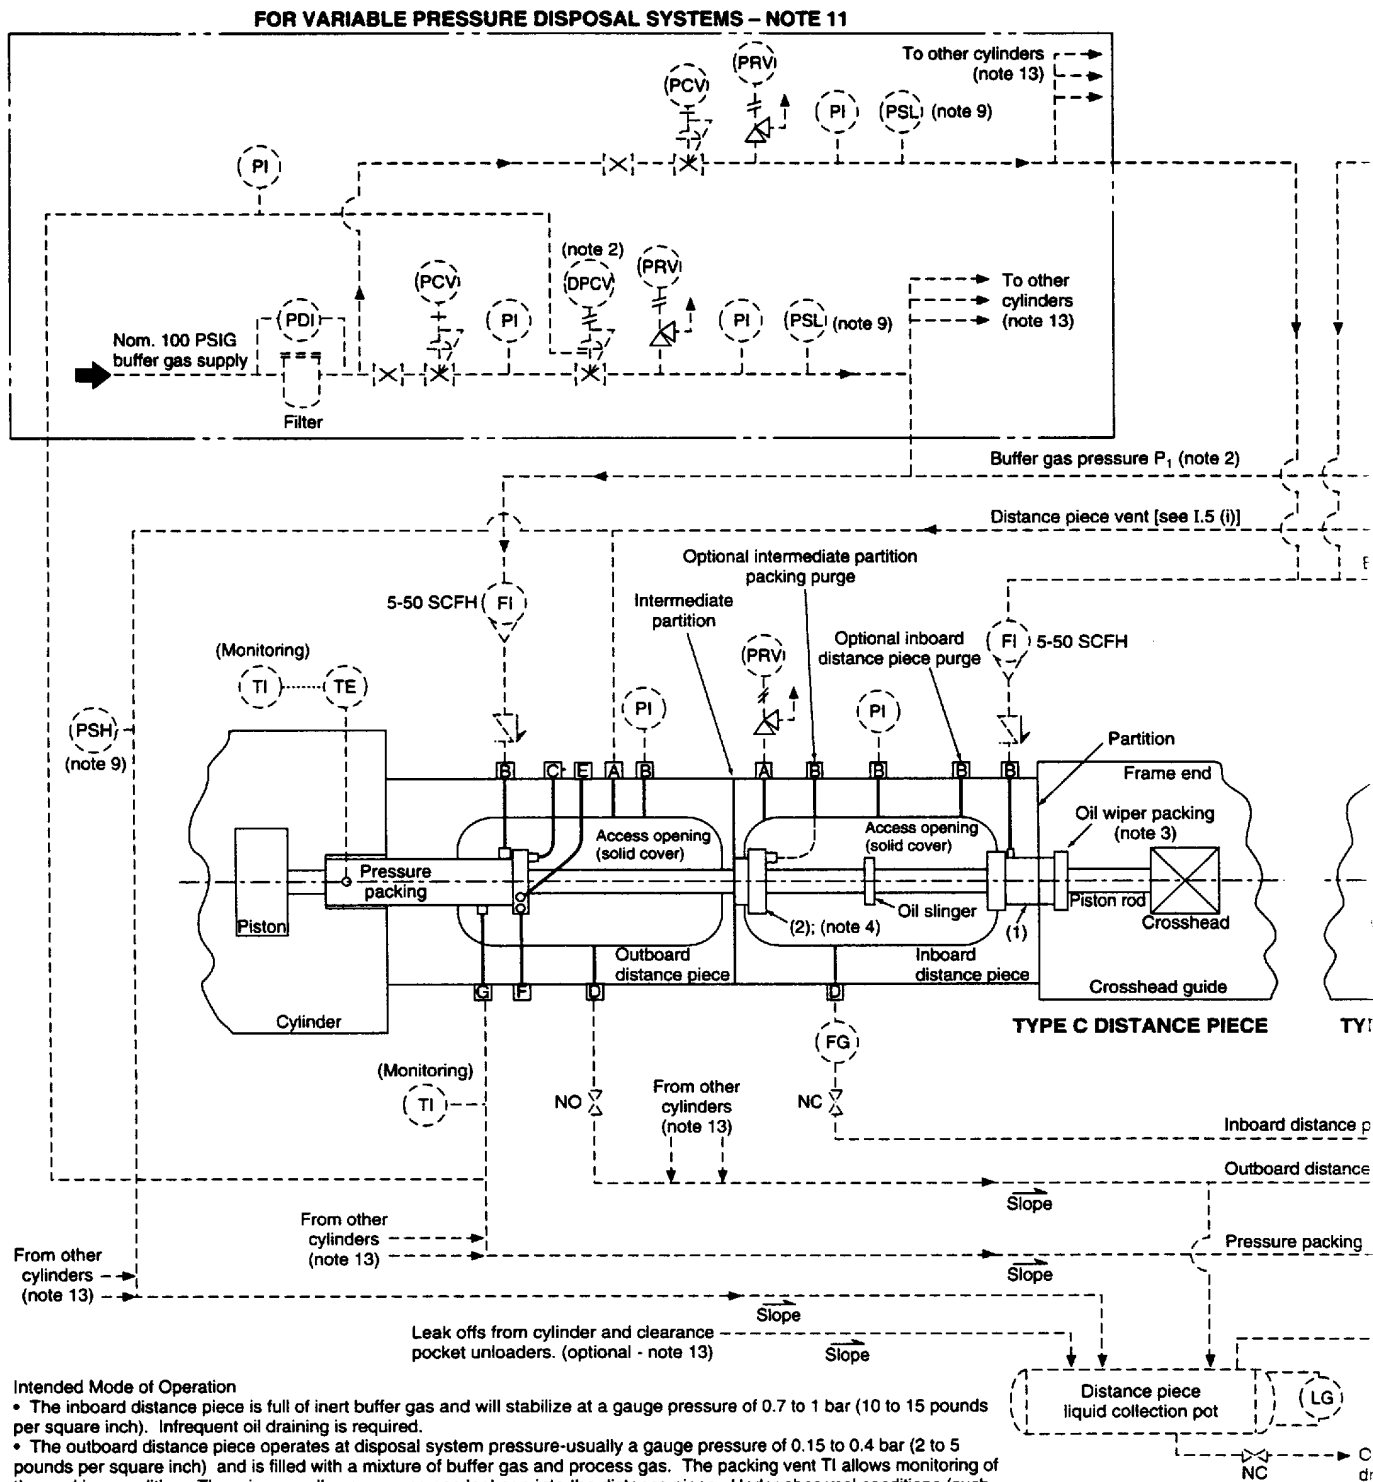 FOR VARIABLE PRESSURE DISPOSAL SYSTEMS – NOTE 11
To other cylinders
(note 13)
PRV
PCV
PI
PSL (note 9)
PI
(note 2)
PRV
PCV
DPCV
To other
cylinders
(note 13)
PDI
PI
PI
PSL (note 9)
Nom. 100 PSIG
buffer gas supply
Filter
Buffer gas pressure P1 (note 2)
Distance piece vent [see I.5 (i)]
Optional intermediate partition
packing purge
5-50 SCFH
FI
Intermediate
partition
Optional inboard
distance piece purge
FI
5-50 SCFH
(Monitoring)
TI
TE
PRV
PI
PI
PSH
(note 9)
Partition
B
C
E
A
B
A
B
B
B
B
Frame end
Oil wiper packing
(note 3)
Access opening
(solid cover)
Access opening
(solid cover)
Pressure
packing
Piston
Oil slinger
Piston rod
(2); (note 4)
(1)
Crosshead
Outboard
distance piece
Inboard
distance piece
G
F
D
D
Crosshead guide
Cylinder
TYPE C DISTANCE PIECE
TY
FG
(Monitoring)
TI
NO
From other
cylinders
(note 13)
NC
Inboard distance p
Outboard distance
Slope
From other
cylinders
(note 13)
Pressure packing
Slope
From other
cylinders
(note 13)
Slope
Leak offs from cylinder and clearance
pocket unloaders. (optional - note 13)
Slope
Distance piece
liquid collection pot
LG
NC
Intended Mode of Operation
• The inboard distance piece is full of inert buffer gas and will stabilize at a gauge pressure of 0.7 to 1 bar (10 to 15 pounds
per square inch). Infrequent oil draining is required.
• The outboard distance piece operates at disposal system pressure-usually a gauge pressure of 0.15 to 0.4 bar (2 to 5
pounds per square inch) and is filled with a mixture of buffer gas and process gas. The packing vent TI allows monitoring of